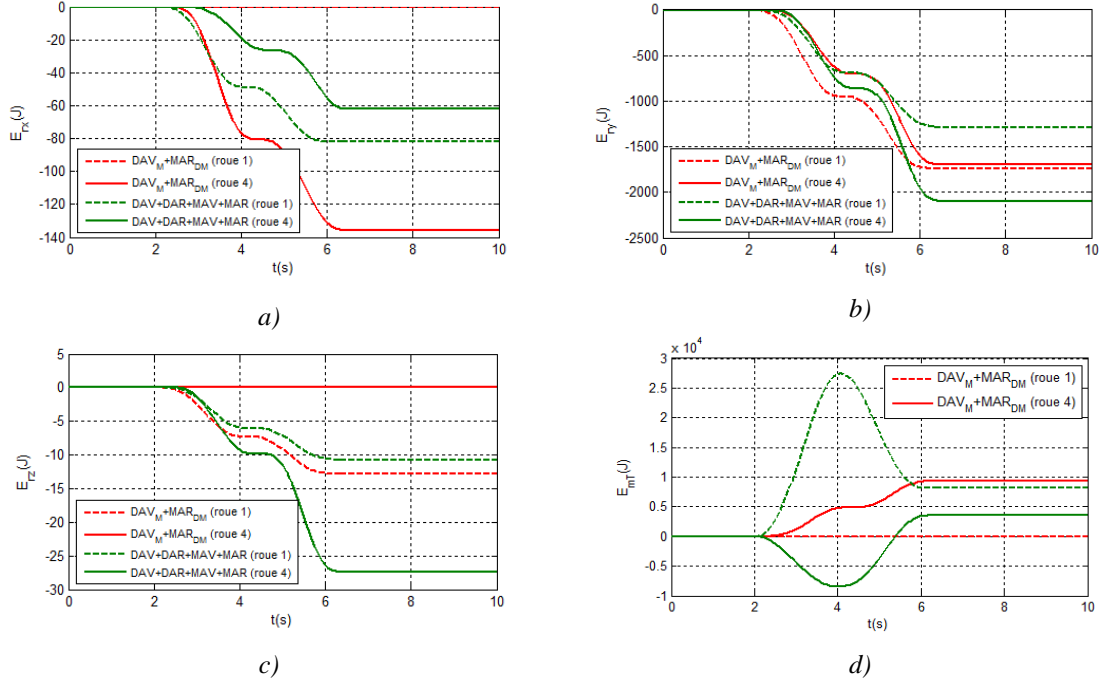 0
-20
-40
-60
-80
-100
-120
-140
E_rx(J)
DAV_M+MAR_DM (roue 1)
DAV_M+MAR_DM (roue 4)
DAV+DAR+MAV+MAR (roue 1)
DAV+DAR+MAV+MAR (roue 4)
0 2 4 6 8 10
t(s)
a)
0
-500
-1000
-1500
-2000
-2500
E_ry(J)
DAV_M+MAR_DM (roue 1)
DAV_M+MAR_DM (roue 4)
DAV+DAR+MAV+MAR (roue 1)
DAV+DAR+MAV+MAR (roue 4)
0 2 4 6 8 10
t(s)
b)
5
0
-5
-10
-15
-20
-25
-30
E_rz(J)
DAV_M+MAR_DM (roue 1)
DAV_M+MAR_DM (roue 4)
DAV+DAR+MAV+MAR (roue 1)
DAV+DAR+MAV+MAR (roue 4)
0 2 4 6 8 10
t(s)
c)
x 10^4
3
2.5
2
1.5
1
0.5
0
-0.5
-1
E_mT(J)
DAV_M+MAR_DM (roue 1)
DAV_M+MAR_DM (roue 4)
0 2 4 6 8 10
t(s)
d)